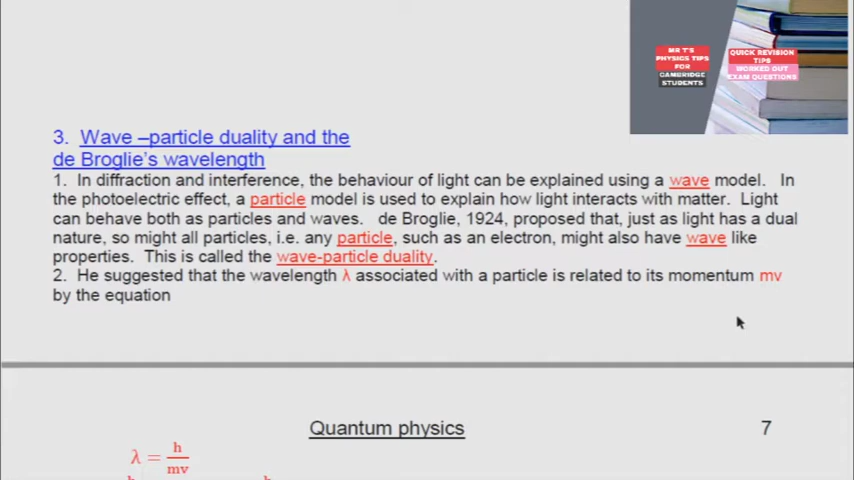 MR T'S
PHYSICS TIPS
FOR
CAMBRIDGE
STUDENTS
QUICK REVISION
TIPS
WORKED OUT
EXAM QUESTIONS
3. Wave –particle duality and the
de Broglie's wavelength
1. In diffraction and interference, the behaviour of light can be explained using a wave model. In
the photoelectric effect, a particle model is used to explain how light interacts with matter. Light
can behave both as particles and waves. de Broglie, 1924, proposed that, just as light has a dual
nature, so might all particles, i.e. any particle, such as an electron, might also have wave like
properties. This is called the wave-particle duality.
2. He suggested that the wavelength λ associated with a particle is related to its momentum mv
by the equation
Quantum physics 7
λ = h/mv